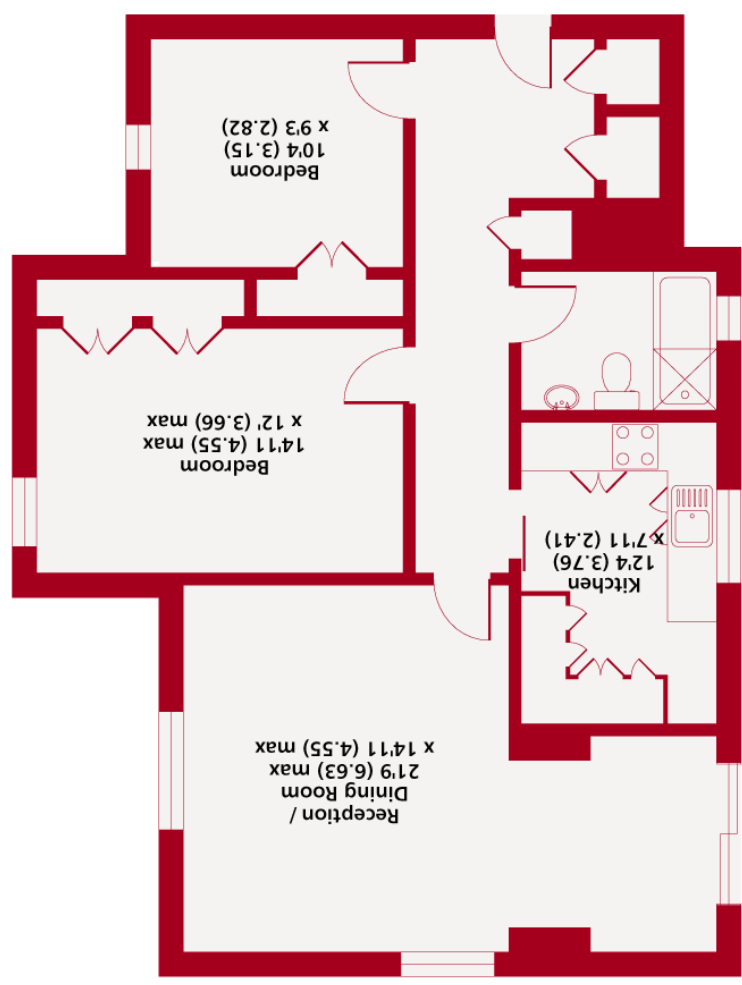 Reception /
Dining Room
21'9 (6.63) max
x 14'11 (4.55) max
Kitchen
12'4 (3.76)
x 7'11 (2.41)
Bedroom
14'11 (4.55) max
x 12' (3.66) max
Bedroom
10'4 (3.15)
x 9'3 (2.82)